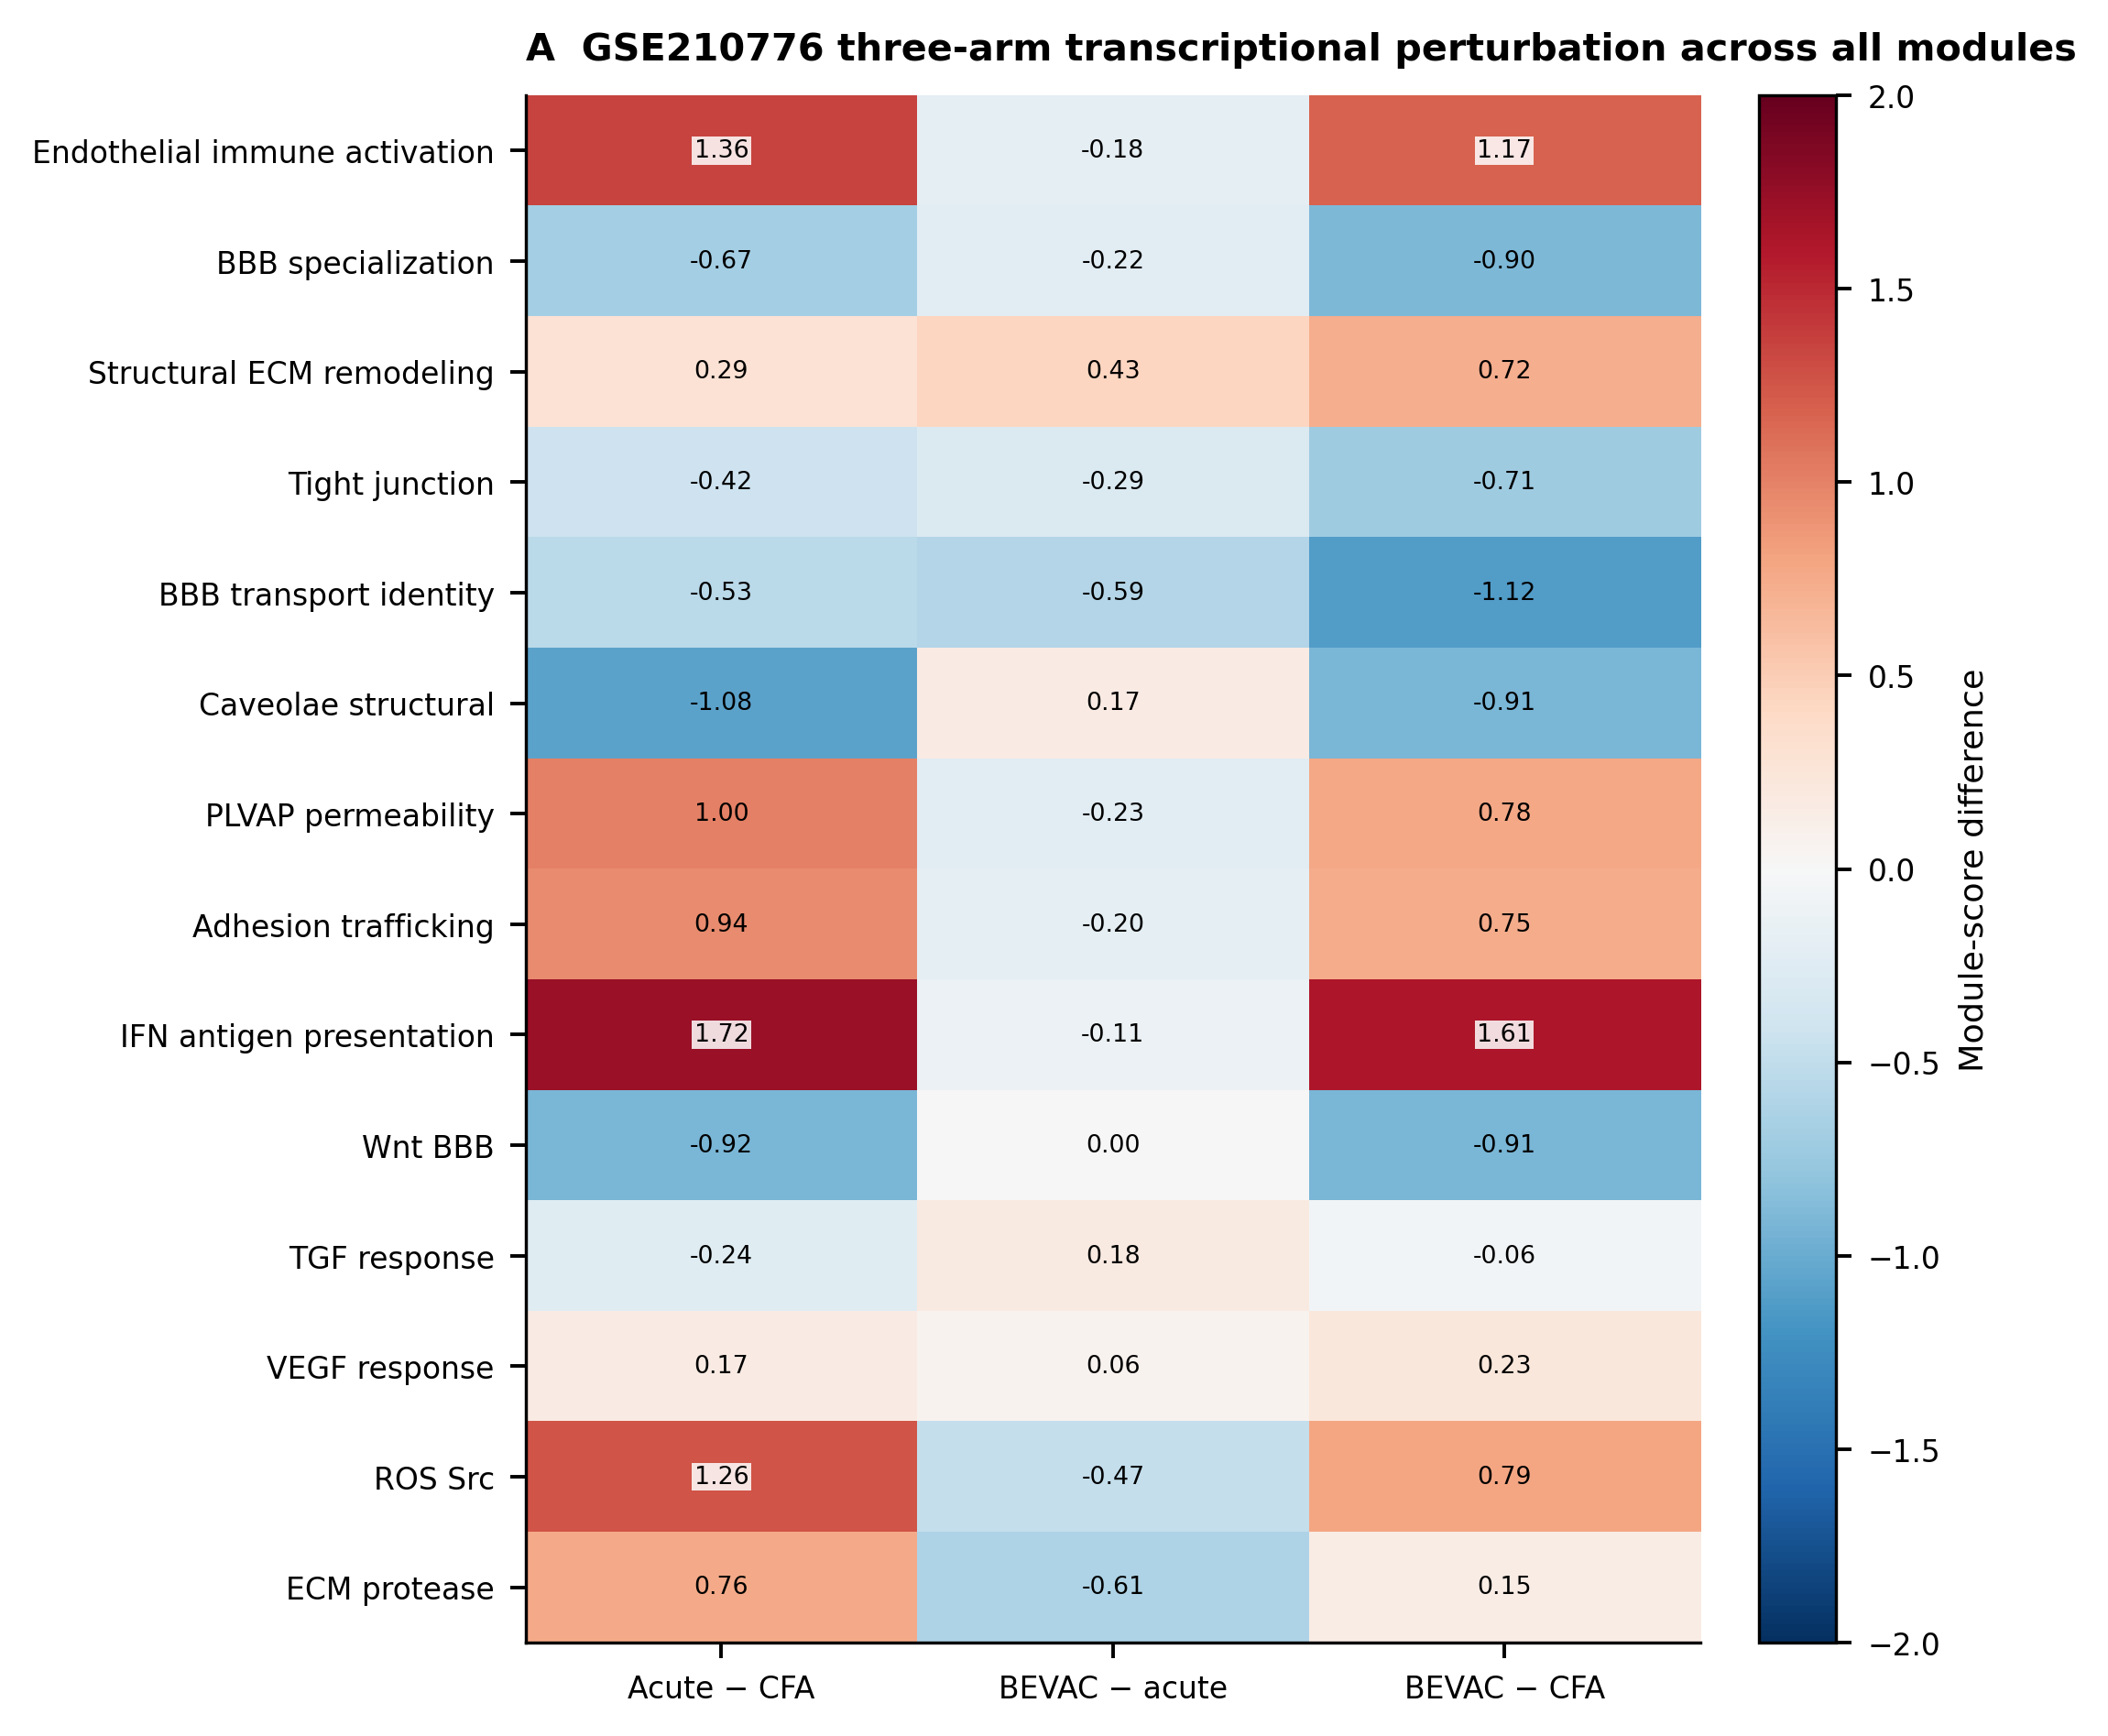 A  GSE210776 three-arm transcriptional perturbation across all modules
Endothelial immune activation 1.36 -0.18 1.17
BBB specialization -0.67 -0.22 -0.90
Structural ECM remodeling 0.29 0.43 0.72
Tight junction -0.42 -0.29 -0.71
BBB transport identity -0.53 -0.59 -1.12
Caveolae structural -1.08 0.17 -0.91
PLVAP permeability 1.00 -0.23 0.78
Adhesion trafficking 0.94 -0.20 0.75
IFN antigen presentation 1.72 -0.11 1.61
Wnt BBB -0.92 0.00 -0.91
TGF response -0.24 0.18 -0.06
VEGF response 0.17 0.06 0.23
ROS Src 1.26 -0.47 0.79
ECM protease 0.76 -0.61 0.15
Acute − CFA BEVAC − acute BEVAC − CFA
2.0
1.5
1.0
0.5
0.0
−0.5
−1.0
−1.5
−2.0
Module-score difference